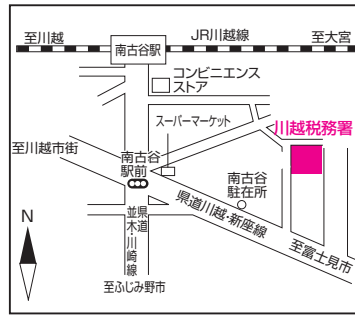 至川越
JR川越線
至大宮
南古谷駅
コンビニエンス
ストア
スーパーマーケット
川越税務署
至川越市街
南古谷
駅前
南古谷
駐在所
県道川越・新座線
県道
並木・川崎線
至富士見市
至ふじみ野市
N